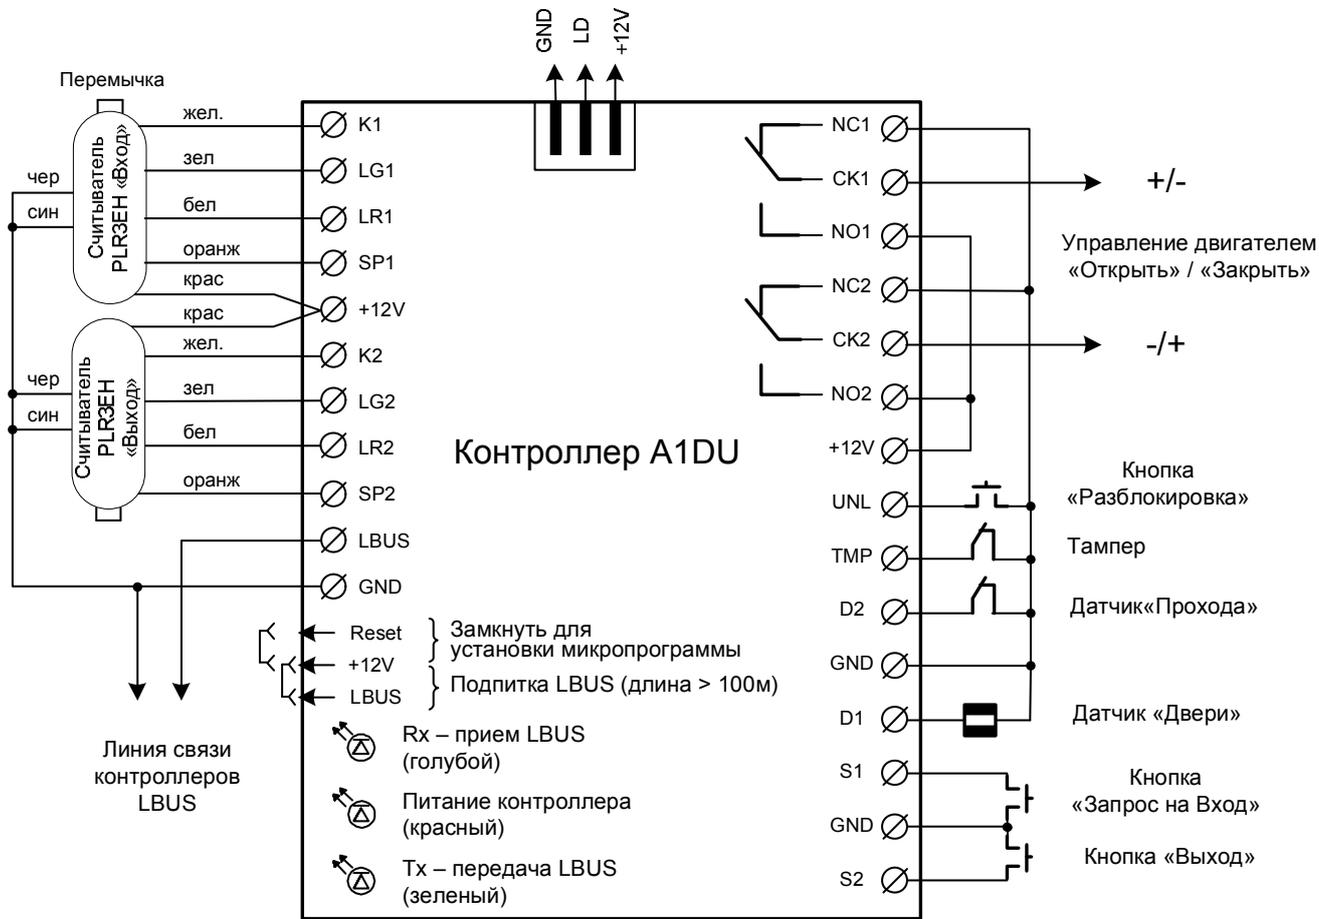 GND
LD
+12V
Перемычка
Считыватель
PLR3EH «Вход»
жел.
зел
чер
бел
син
оранж
крас
крас
Считыватель
PLR3EH
«Выход»
жел.
чер
зел
син
бел
оранж
K1
LG1
LR1
SP1
+12V
K2
LG2
LR2
SP2
LBUS
GND
Reset
+12V
LBUS
Замкнуть для
установки микропрограммы
Подпитка LBUS (длина > 100м)
Линия связи
контроллеров
LBUS
Rx – прием LBUS
(голубой)
Питание контроллера
(красный)
Tx – передача LBUS
(зеленый)
Контроллер A1DU
NC1
CK1
NO1
NC2
CK2
NO2
+12V
UNL
TMP
D2
GND
D1
S1
GND
S2
+/-
Управление двигателем
«Открыть» / «Закрыть»
-/+
Кнопка
«Разблокировка»
Тампер
Датчик«Прохода»
Датчик «Двери»
Кнопка
«Запрос на Вход»
Кнопка «Выход»